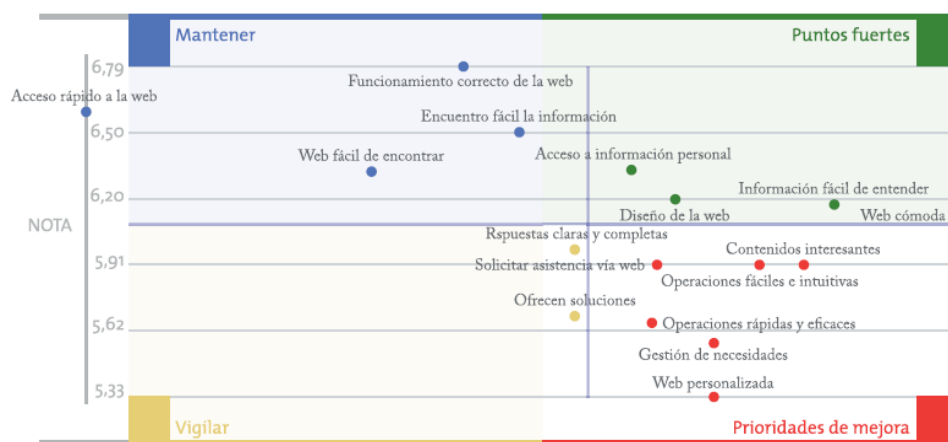 Mantener
Puntos fuertes
6,79
Funcionamiento correcto de la web
Acceso rápido a la web
Encuentro fácil la información
6,50
Web fácil de encontrar
Acceso a información personal
Información fácil de entender
6,20
Diseño de la web
Web cómoda
NOTA
Rspuestas claras y completas
Contenidos interesantes
5,91
Solicitar asistencia vía web
Operaciones fáciles e intuitivas
Ofrecen soluciones
5,62
Operaciones rápidas y eficaces
Gestión de necesidades
Web personalizada
5.33
Vigílar
Prioridades de mejora